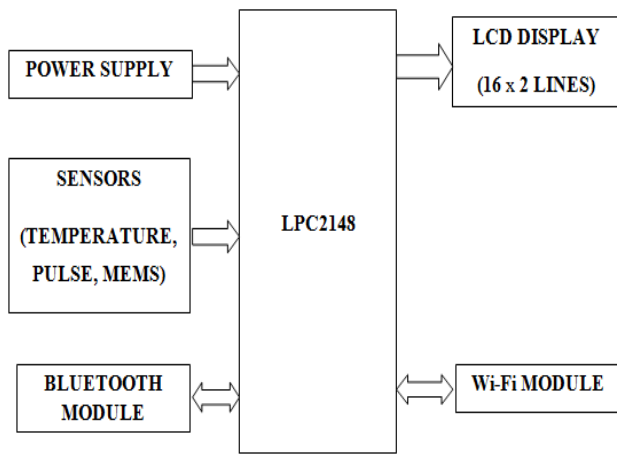 POWER SUPPLY
LCD DISPLAY
(16 x 2 LINES)
SENSORS
(TEMPERATURE,
PULSE, MEMS)
LPC2148
BLUETOOTH
MODULE
Wi-Fi MODULE